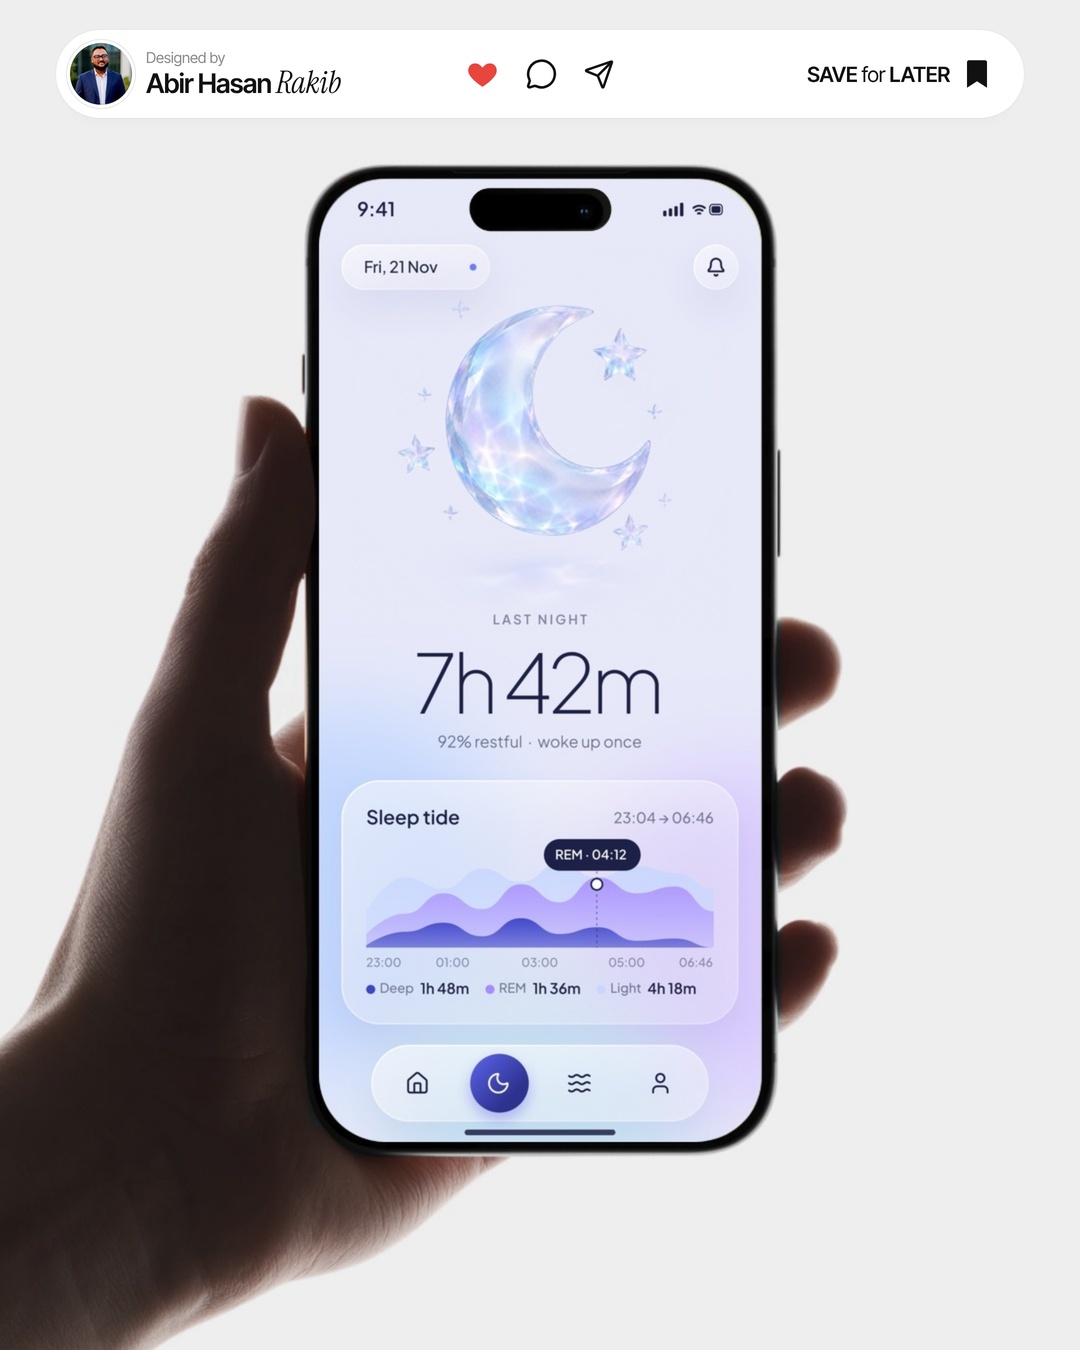 Designed by
Abir Hasan Rakib
SAVE for LATER
9:41
Fri, 21 Nov
LAST NIGHT
7h 42m
92% restful · woke up once
Sleep tide
23:04 → 06:46
REM · 04:12
23:00 01:00 03:00 05:00 06:46
Deep 1h 48m REM 1h 36m Light 4h 18m